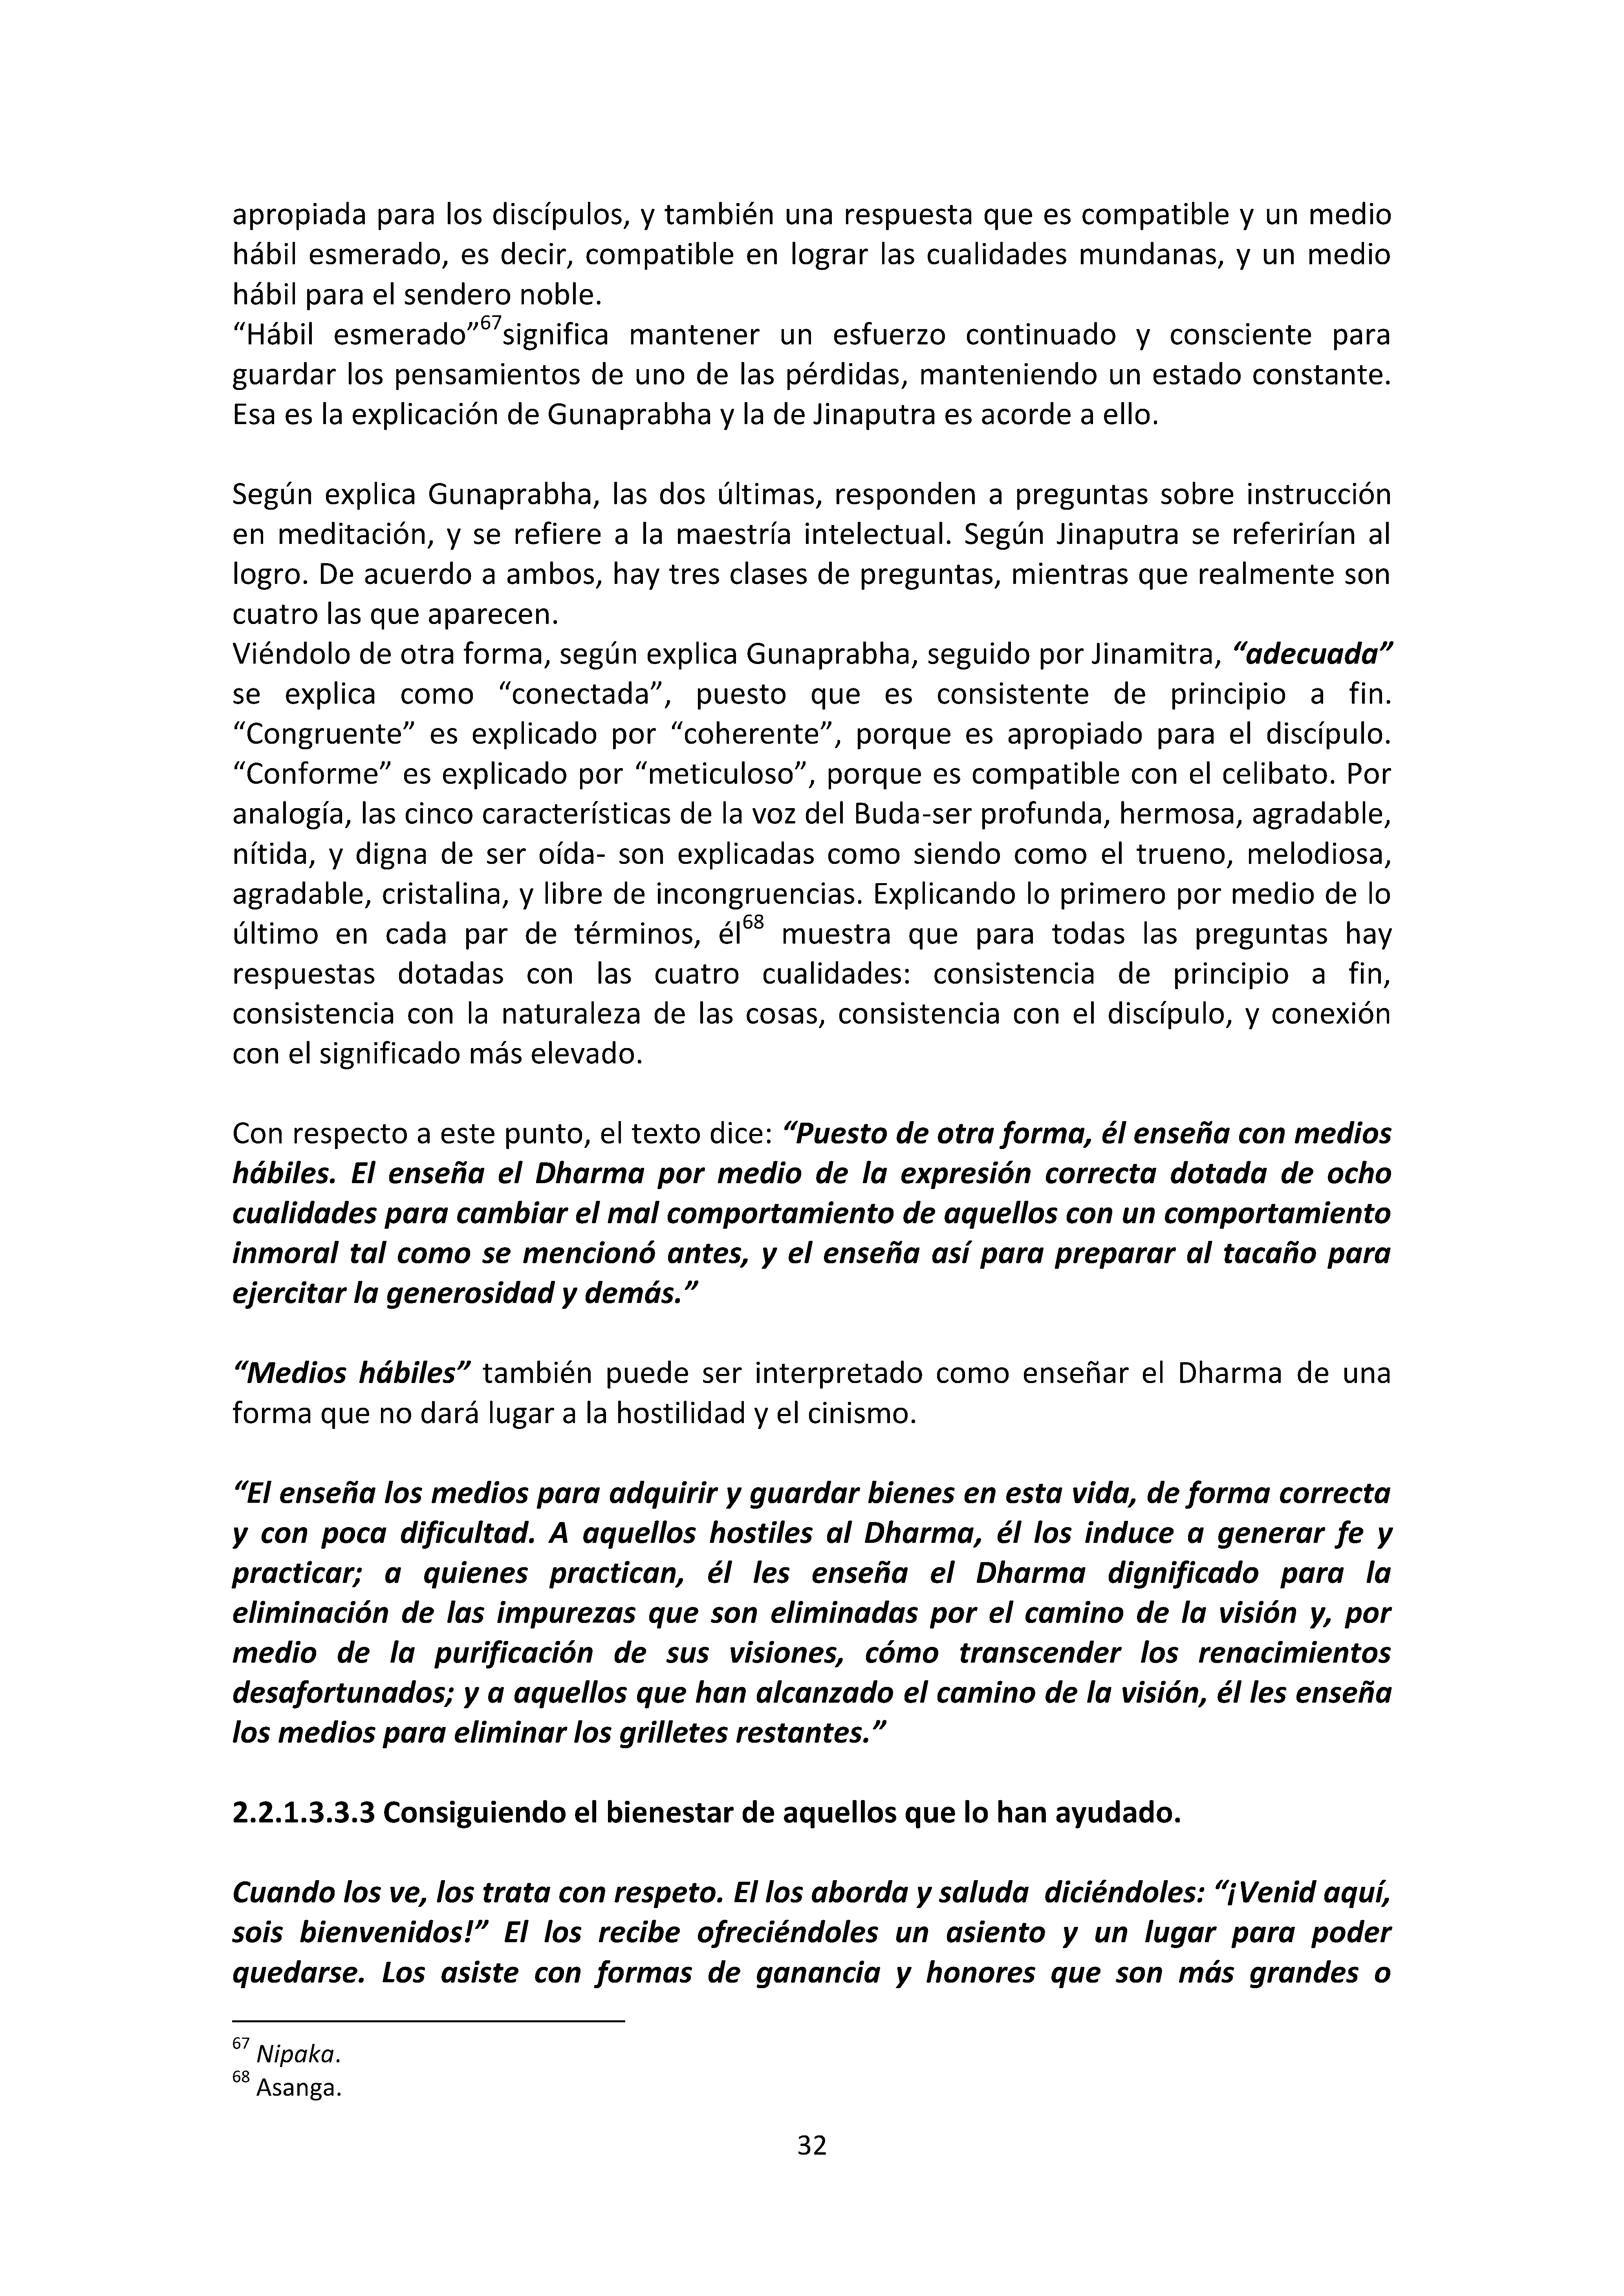 apropiada para los discípulos, y también una respuesta que es compatible y un medio
hábil esmerado, es decir, compatible en lograr las cualidades mundanas, y un medio
hábil para el sendero noble.
“Hábil esmerado”67significa mantener un esfuerzo continuado y consciente para
guardar los pensamientos de uno de las pérdidas, manteniendo un estado constante.
Esa es la explicación de Gunaprabha y la de Jinaputra es acorde a ello.
Según explica Gunaprabha, las dos últimas, responden a preguntas sobre instrucción
en meditación, y se refiere a la maestría intelectual. Según Jinaputra se referirían al
logro. De acuerdo a ambos, hay tres clases de preguntas, mientras que realmente son
cuatro las que aparecen.
Viéndolo de otra forma, según explica Gunaprabha, seguido por Jinamitra, “adecuada”
se explica como “conectada”, puesto que es consistente de principio a fin.
“Congruente” es explicado por “coherente”, porque es apropiado para el discípulo.
“Conforme” es explicado por “meticuloso”, porque es compatible con el celibato. Por
analogía, las cinco características de la voz del Buda-ser profunda, hermosa, agradable,
nítida, y digna de ser oída- son explicadas como siendo como el trueno, melodiosa,
agradable, cristalina, y libre de incongruencias. Explicando lo primero por medio de lo
último en cada par de términos, él68 muestra que para todas las preguntas hay
respuestas dotadas con las cuatro cualidades: consistencia de principio a fin,
consistencia con la naturaleza de las cosas, consistencia con el discípulo, y conexión
con el significado más elevado.
Con respecto a este punto, el texto dice: “Puesto de otra forma, él enseña con medios
hábiles. El enseña el Dharma por medio de la expresión correcta dotada de ocho
cualidades para cambiar el mal comportamiento de aquellos con un comportamiento
inmoral tal como se mencionó antes, y el enseña así para preparar al tacaño para
ejercitar la generosidad y demás.”
“Medios hábiles” también puede ser interpretado como enseñar el Dharma de una
forma que no dará lugar a la hostilidad y el cinismo.
“El enseña los medios para adquirir y guardar bienes en esta vida, de forma correcta
y con poca dificultad. A aquellos hostiles al Dharma, él los induce a generar fe y
practicar; a quienes practican, él les enseña el Dharma dignificado para la
eliminación de las impurezas que son eliminadas por el camino de la visión y, por
medio de la purificación de sus visiones, cómo transcender los renacimientos
desafortunados; y a aquellos que han alcanzado el camino de la visión, él les enseña
los medios para eliminar los grilletes restantes.”
2.2.1.3.3.3 Consiguiendo el bienestar de aquellos que lo han ayudado.
Cuando los ve, los trata con respeto. El los aborda y saluda diciéndoles: “¡Venid aquí,
sois bienvenidos!” El los recibe ofreciéndoles un asiento y un lugar para poder
quedarse. Los asiste con formas de ganancia y honores que son más grandes o
67 Nipaka.
68 Asanga.
32